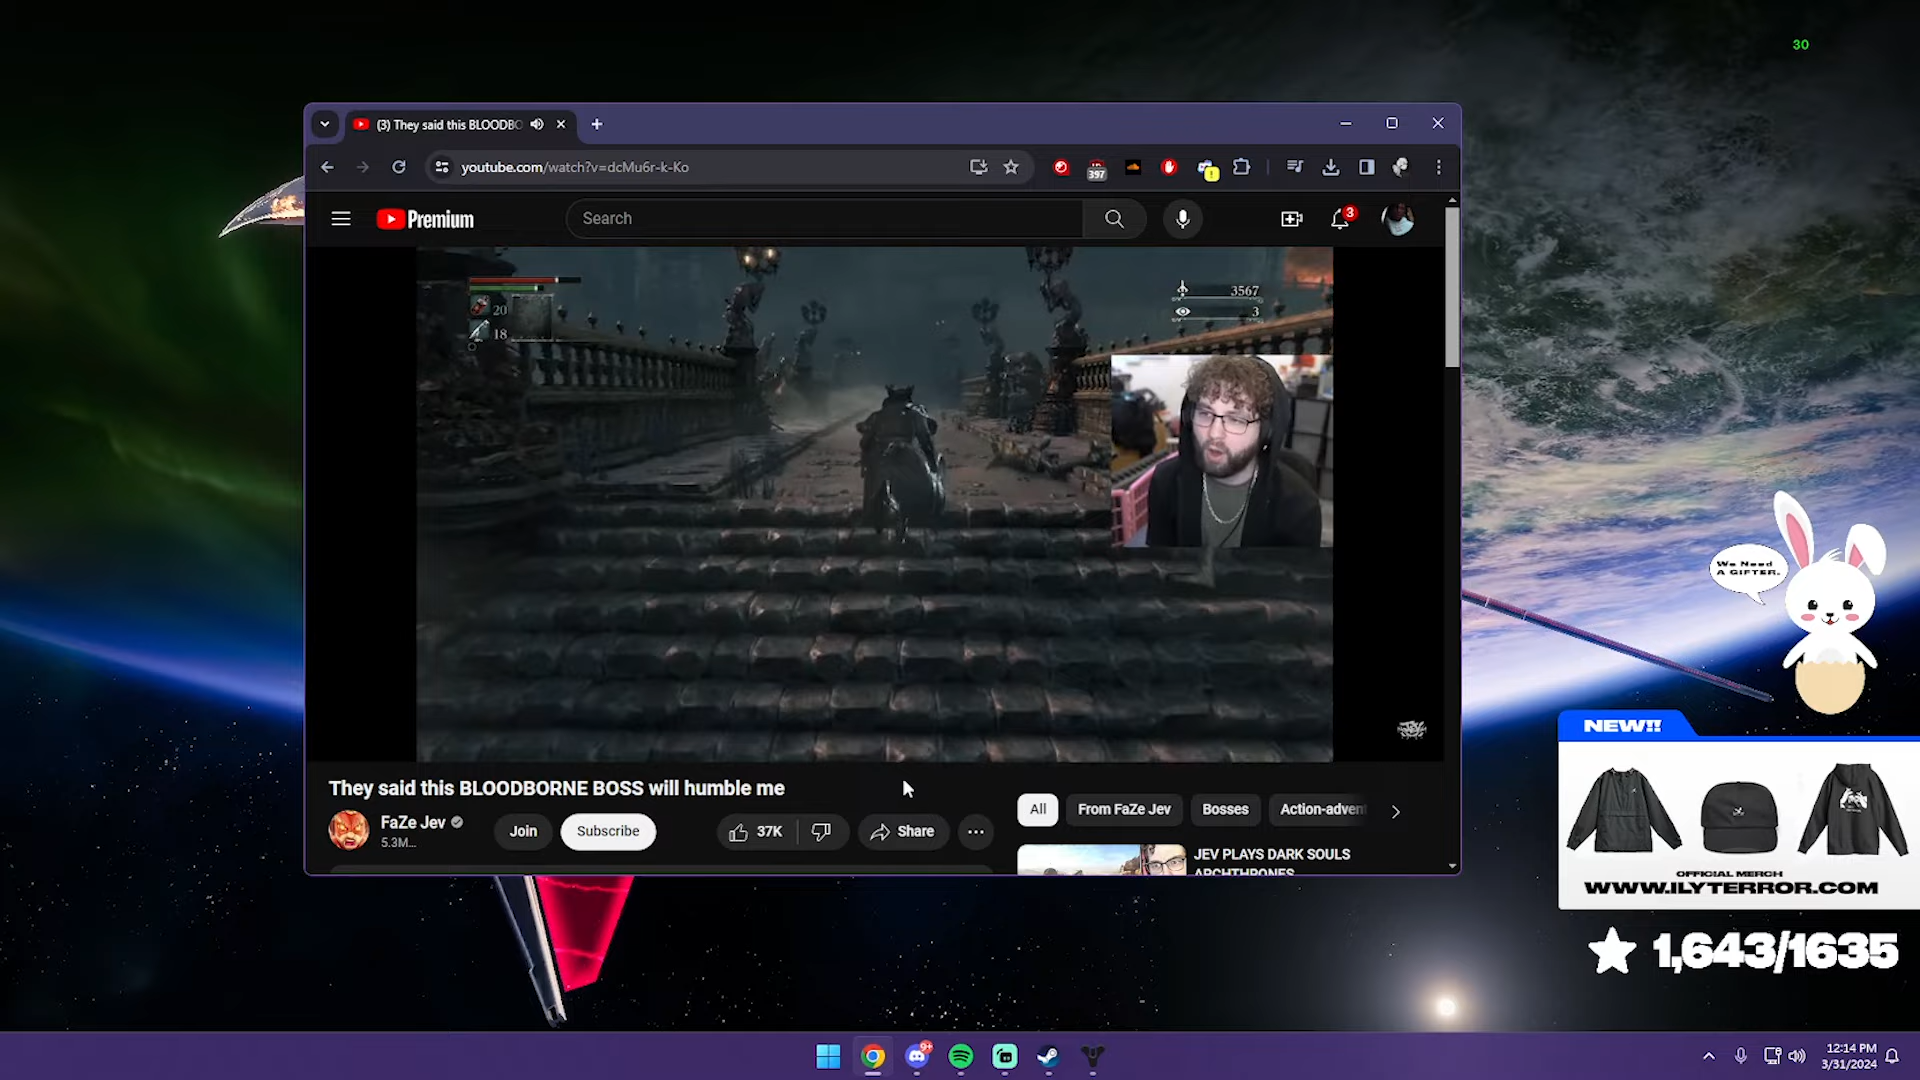 30
(3) They said this BLOODBO
youtube.com/watch?v=dcMu6r-k-Ko
397
Premium
Search
3
20
18
3567
3
We Need
A GIFTER.
NEW!!
OFFICIAL MERCH
WWW.ILYTERROR.COM
1,643/1635
They said this BLOODBORNE BOSS will humble me
FaZe Jev
5.3M...
Join
Subscribe
37K
Share
All
From FaZe Jev
Bosses
Action-adven
JEV PLAYS DARK SOULS
ARCHTHRONES
9+
12:14 PM
3/31/2024